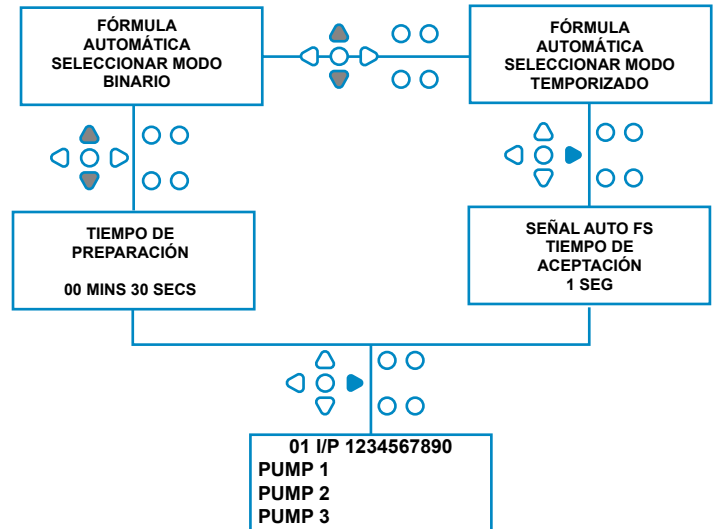 FÓRMULA
AUTOMÁTICA
SELECCIONAR MODO
BINARIO
FÓRMULA
AUTOMÁTICA
SELECCIONAR MODO
TEMPORIZADO
TIEMPO DE
PREPARACIÓN
00 MINS 30 SECS
SEÑAL AUTO FS
TIEMPO DE
ACEPTACIÓN
1 SEG
01 I/P 1234567890
PUMP 1
PUMP 2
PUMP 3